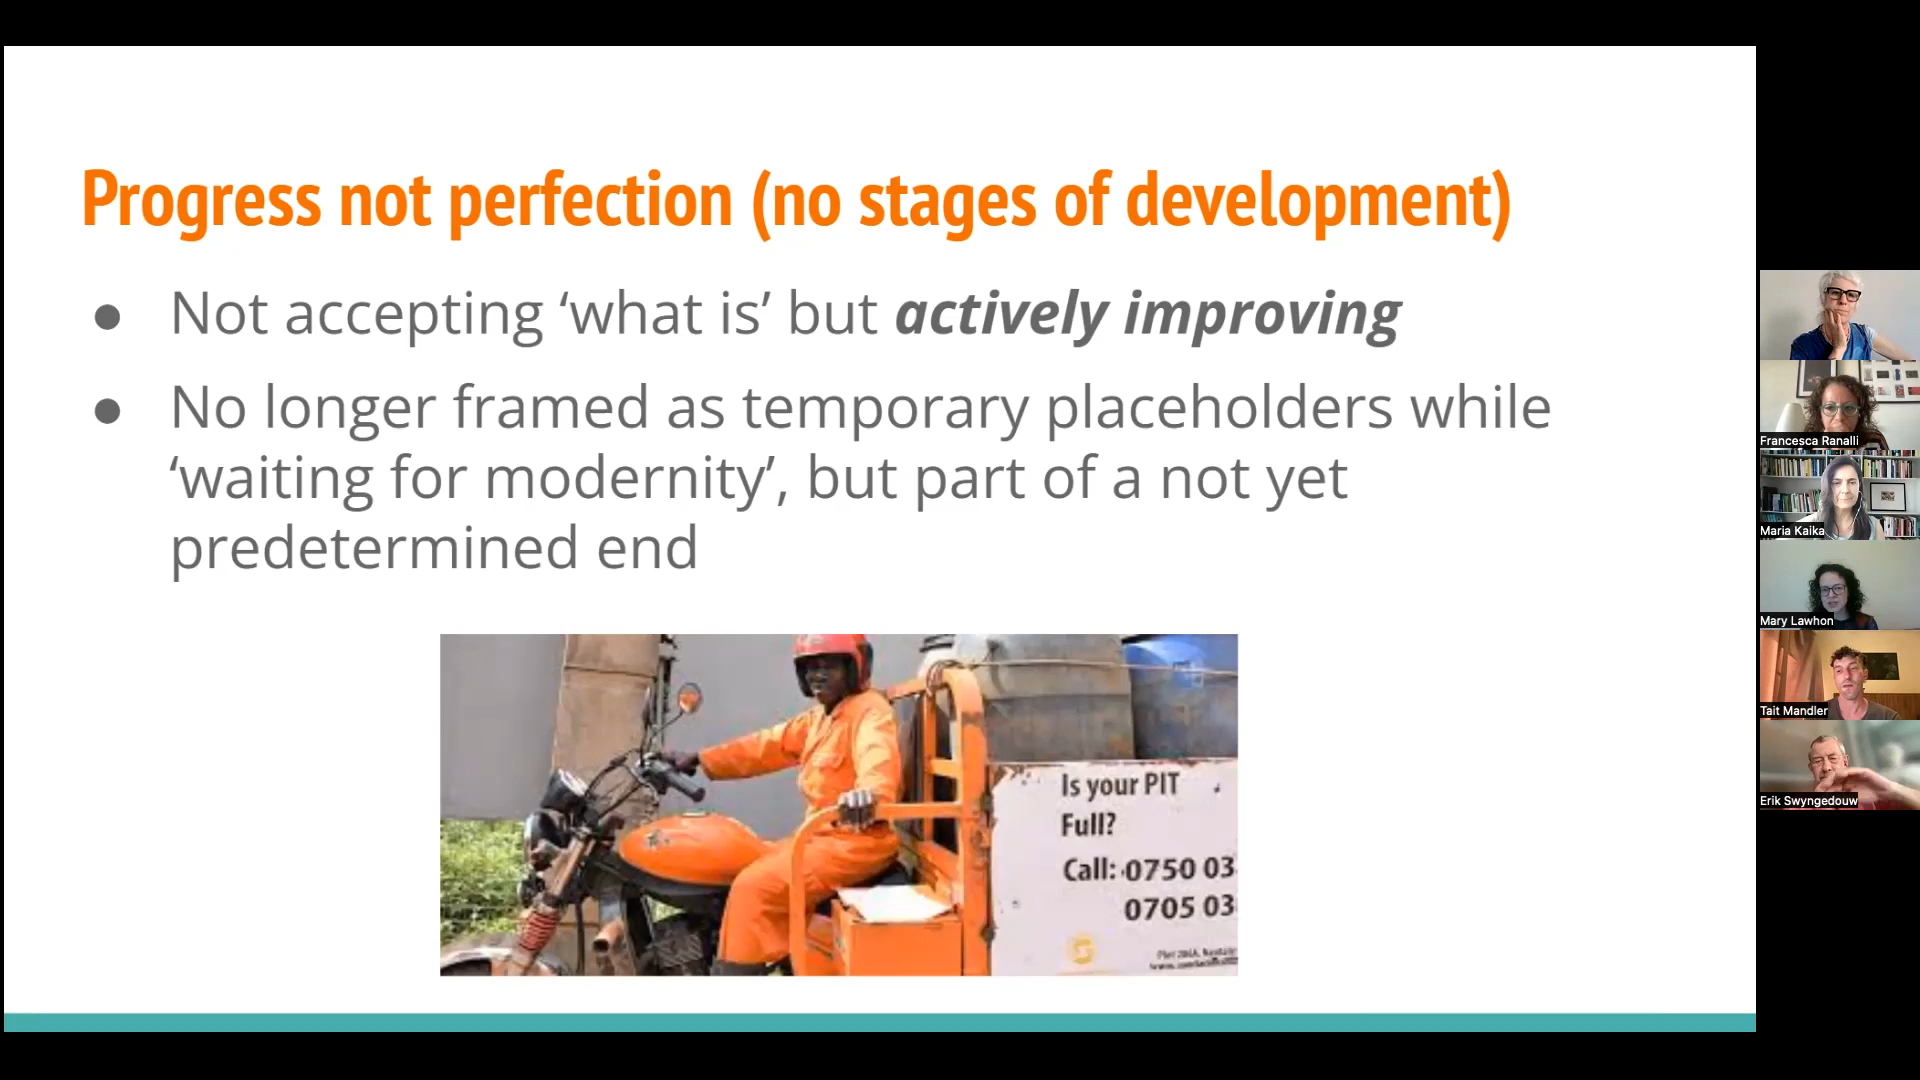 Progress not perfection (no stages of development)
● Not accepting ‘what is’ but actively improving
● No longer framed as temporary placeholders while
‘waiting for modernity’, but part of a not yet
predetermined end
Is your PIT
Full?
Call: 0750 03
0705 03
Francesca Ranalli
Maria Kaika
Mary Lawhon
Tait Mandler
Erik Swyngedouw